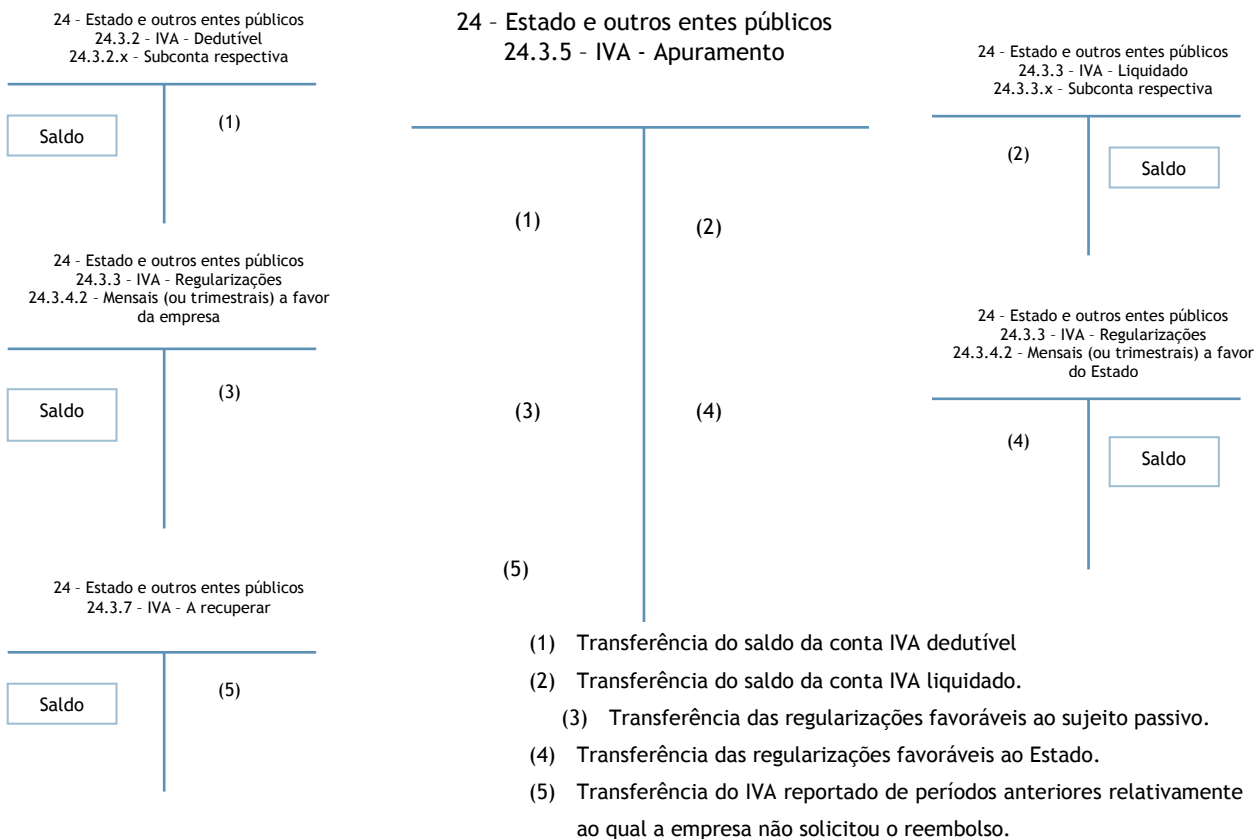 24 – Estado e outros entes públicos
24.3.2 – IVA – Dedutível
24.3.2.x – Subconta respectiva
Saldo
(1)
24 – Estado e outros entes públicos
24.3.3 – IVA – Regularizações
24.3.4.2 – Mensais (ou trimestrais) a favor
da empresa
Saldo
(3)
24 – Estado e outros entes públicos
24.3.7 – IVA – A recuperar
Saldo
(5)
24 – Estado e outros entes públicos
24.3.5 – IVA - Apuramento
(1)
(2)
(3)
(4)
(5)
24 – Estado e outros entes públicos
24.3.3 – IVA – Liquidado
24.3.3.x – Subconta respectiva
(2)
Saldo
24 – Estado e outros entes públicos
24.3.3 – IVA – Regularizações
24.3.4.2 – Mensais (ou trimestrais) a favor
do Estado
(4)
Saldo
(1) Transferência do saldo da conta IVA dedutível
(2) Transferência do saldo da conta IVA liquidado.
(3) Transferência das regularizações favoráveis ao sujeito passivo.
(4) Transferência das regularizações favoráveis ao Estado.
(5) Transferência do IVA reportado de períodos anteriores relativamente
ao qual a empresa não solicitou o reembolso.